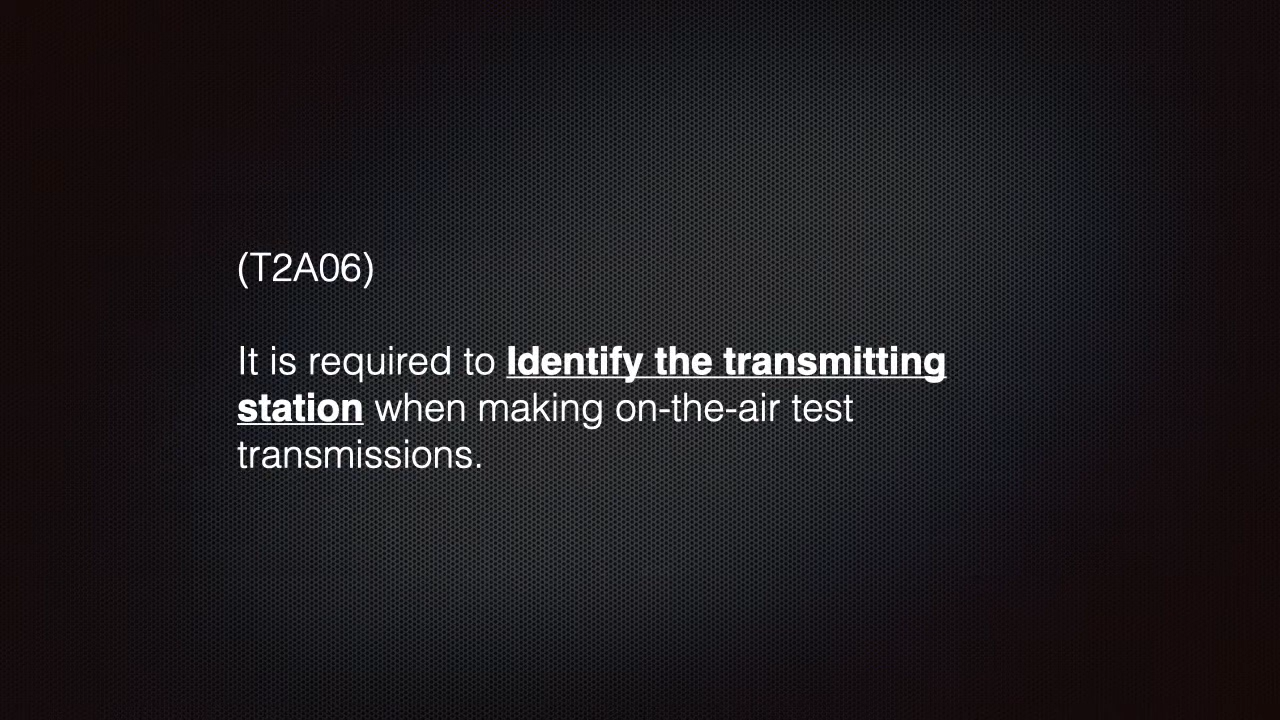 (T2A06)
It is required to Identify the transmitting
station when making on-the-air test
transmissions.